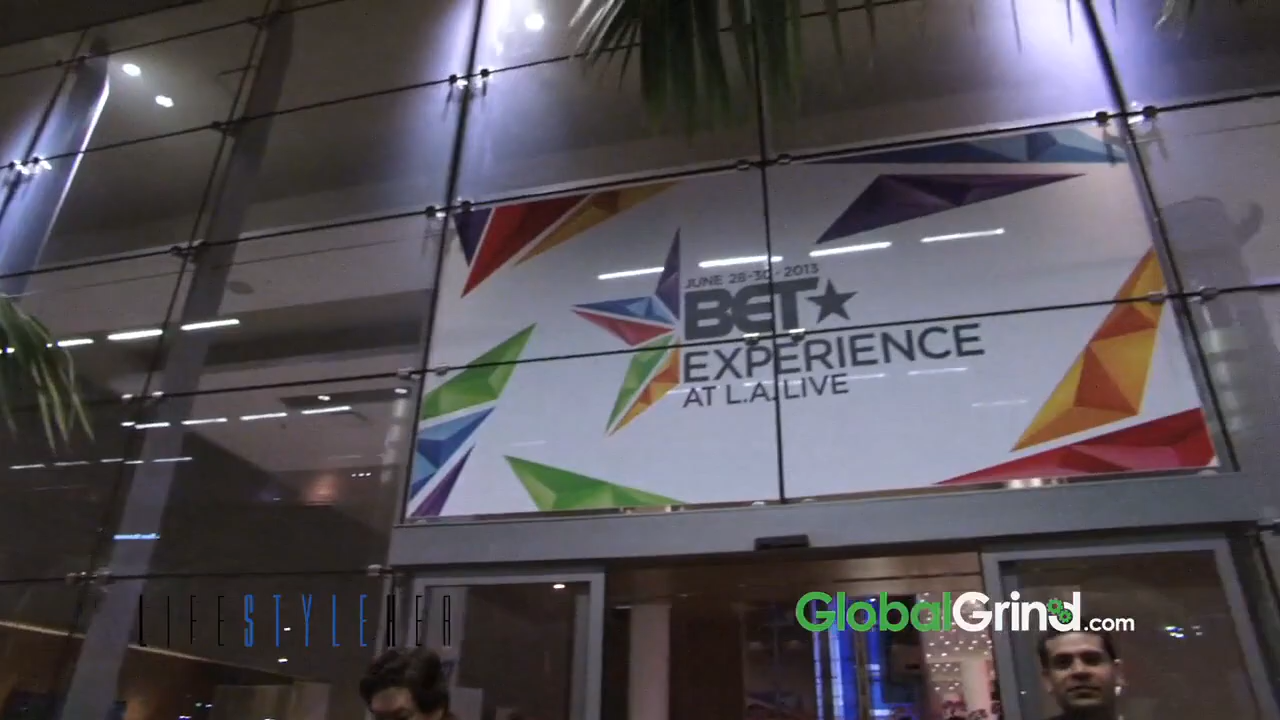 JUNE 28-30 • 2013
BET★
EXPERIENCE
AT L.A. LIVE
LIFESTYLEHER
GlobalGrind.com